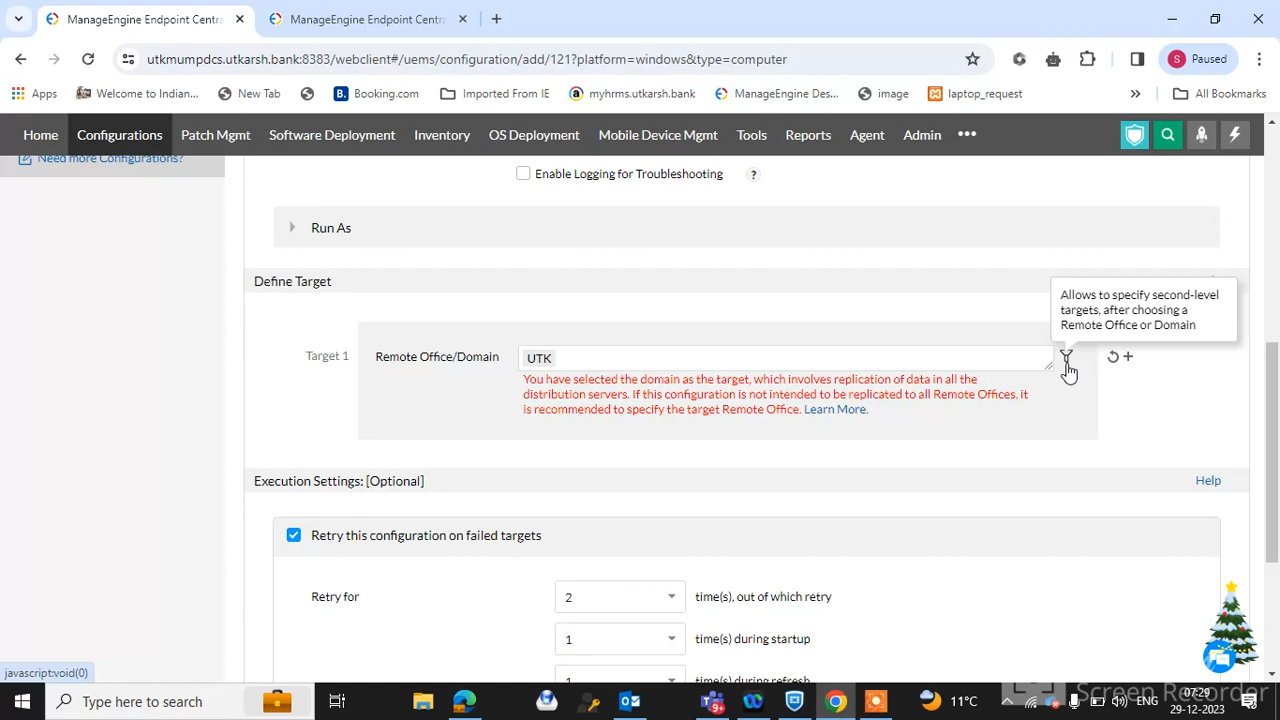 ManageEngine Endpoint Centra
ManageEngine Endpoint Centra
utkmumpdcs.utkarsh.bank:8383/webclient#/uems/configuration/add/121?platform=windows&type=computer
S Paused
Apps
Welcome to Indian...
New Tab
Booking.com
Imported From IE
myhrms.utkarsh.bank
ManageEngine Des...
image
laptop_request
»
All Bookmarks
Home
Configurations
Patch Mgmt
Software Deployment
Inventory
OS Deployment
Mobile Device Mgmt
Tools
Reports
Agent
Admin
•••
Need more Configurations?
Enable Logging for Troubleshooting ?
Run As
Define Target
Allows to specify second-level
targets, after choosing a
Remote Office or Domain
Target 1
Remote Office/Domain
UTK
You have selected the domain as the target, which involves replication of data in all the
distribution servers. If this configuration is not intended to be replicated to all Remote Offices, it
is recommended to specify the target Remote Office. Learn More.
Execution Settings: [Optional]
Help
Retry this configuration on failed targets
Retry for
2
time(s), out of which retry
1
time(s) during startup
1
time(s) during refresh
javascript:void(0)
Type here to search
11°C
ENG
07:29
29-12-2023
Screen Recorder